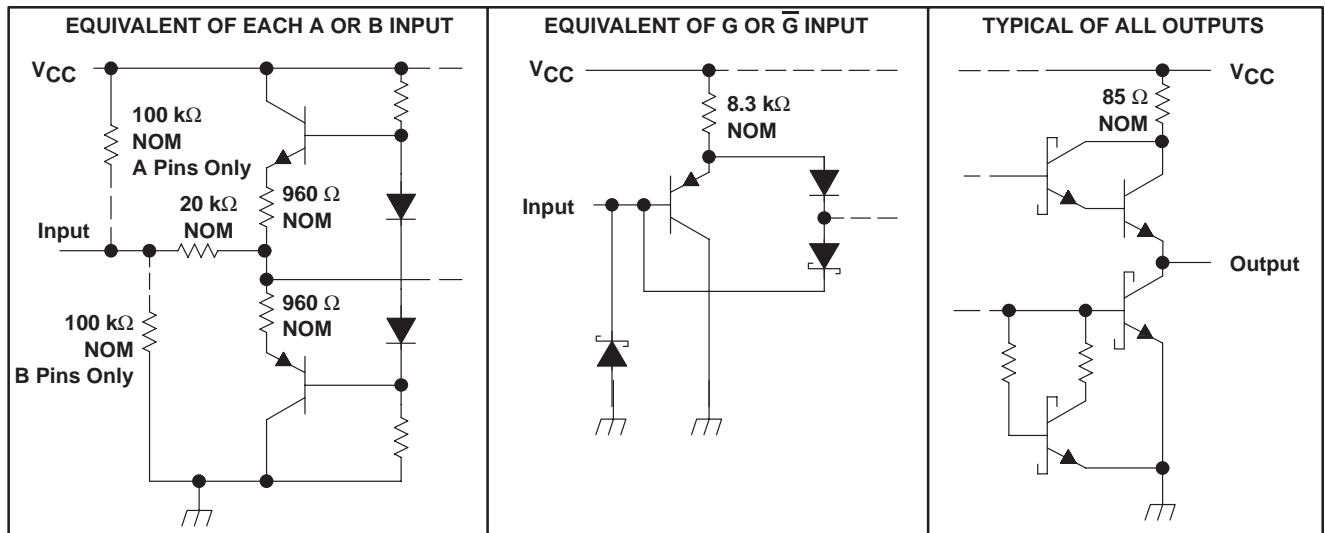 EQUIVALENT OF EACH A OR B INPUT
VCC
100 kΩ
NOM
A Pins Only
20 kΩ
NOM
960 Ω
NOM
Input
960 Ω
NOM
100 kΩ
NOM
B Pins Only
EQUIVALENT OF G OR G̅ INPUT
VCC
8.3 kΩ
NOM
Input
TYPICAL OF ALL OUTPUTS
VCC
85 Ω
NOM
Output